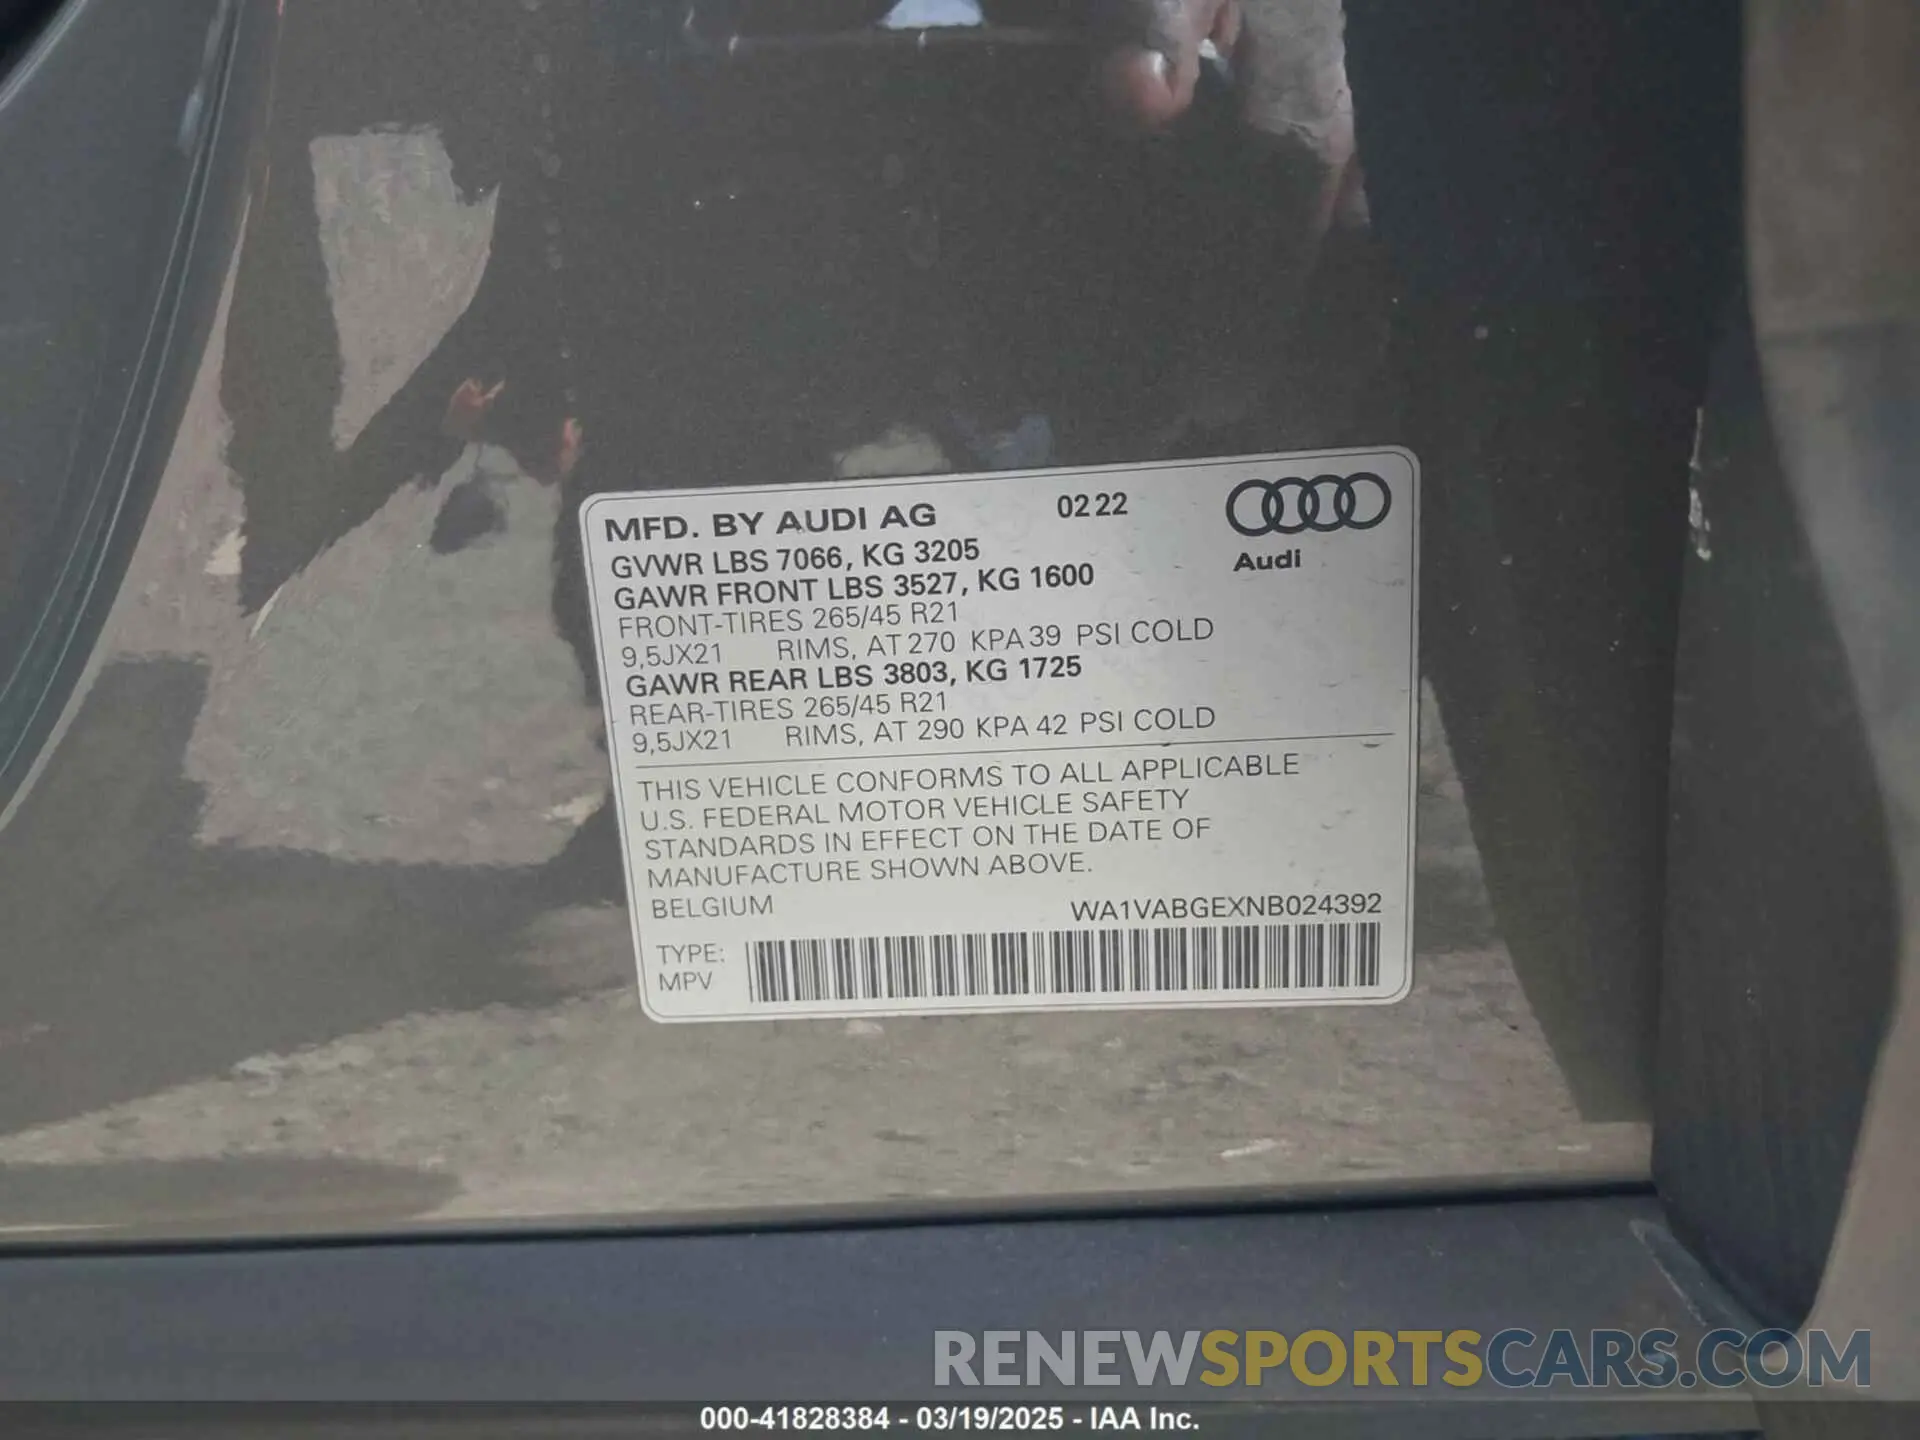 MFD. BY AUDI AG 02 22
Audi
GVWR LBS 7066, KG 3205
GAWR FRONT LBS 3527, KG 1600
FRONT-TIRES 265/45 R21
9,5JX21 RIMS, AT 270 KPA 39 PSI COLD
GAWR REAR LBS 3803, KG 1725
REAR-TIRES 265/45 R21
9,5JX21 RIMS, AT 290 KPA 42 PSI COLD
THIS VEHICLE CONFORMS TO ALL APPLICABLE
U.S. FEDERAL MOTOR VEHICLE SAFETY
STANDARDS IN EFFECT ON THE DATE OF
MANUFACTURE SHOWN ABOVE.
BELGIUM WA1VABGEXNB024392
TYPE:
MPV
RENEWSPORTSCARS.COM
000-41828384 - 03/19/2025 - IAA Inc.